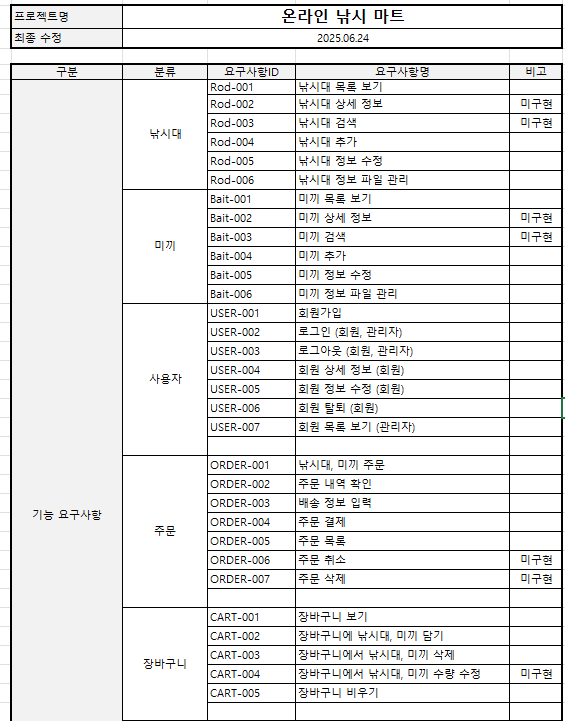 프로젝트명 온라인 낚시 마트
최종 수정 2025.06.24
구분 분류 요구사항ID 요구사항명 비고
기능 요구사항
낚시대
Rod-001 낚시대 목록 보기
Rod-002 낚시대 상세 정보 미구현
Rod-003 낚시대 검색 미구현
Rod-004 낚시대 추가
Rod-005 낚시대 정보 수정
Rod-006 낚시대 정보 파일 관리
미끼
Bait-001 미끼 목록 보기
Bait-002 미끼 상세 정보 미구현
Bait-003 미끼 검색 미구현
Bait-004 미끼 추가
Bait-005 미끼 정보 수정
Bait-006 미끼 정보 파일 관리
사용자
USER-001 회원가입
USER-002 로그인 (회원, 관리자)
USER-003 로그아웃 (회원, 관리자)
USER-004 회원 상세 정보 (회원)
USER-005 회원 정보 수정 (회원)
USER-006 회원 탈퇴 (회원)
USER-007 회원 목록 보기 (관리자)
주문
ORDER-001 낚시대, 미끼 주문
ORDER-002 주문 내역 확인
ORDER-003 배송 정보 입력
ORDER-004 주문 결제
ORDER-005 주문 목록
ORDER-006 주문 취소 미구현
ORDER-007 주문 삭제 미구현
장바구니
CART-001 장바구니 보기
CART-002 장바구니에 낚시대, 미끼 담기
CART-003 장바구니에서 낚시대, 미끼 삭제
CART-004 장바구니에서 낚시대, 미끼 수량 수정 미구현
CART-005 장바구니 비우기